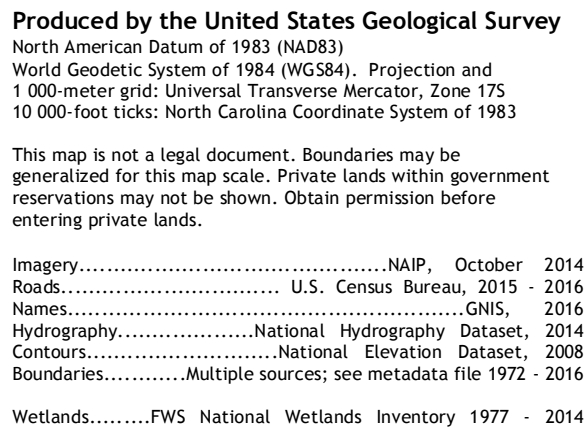 Produced by the United States Geological Survey
North American Datum of 1983 (NAD83)
World Geodetic System of 1984 (WGS84). Projection and
1 000-meter grid: Universal Transverse Mercator, Zone 17S
10 000-foot ticks: North Carolina Coordinate System of 1983
This map is not a legal document. Boundaries may be
generalized for this map scale. Private lands within government
reservations may not be shown. Obtain permission before
entering private lands.
Imagery.............................................NAIP, October 2014
Roads................................ U.S. Census Bureau, 2015 - 2016
Names..........................................................GNIS, 2016
Hydrography....................National Hydrography Dataset, 2014
Contours............................National Elevation Dataset, 2008
Boundaries............Multiple sources; see metadata file 1972 - 2016
Wetlands.........FWS National Wetlands Inventory 1977 - 2014